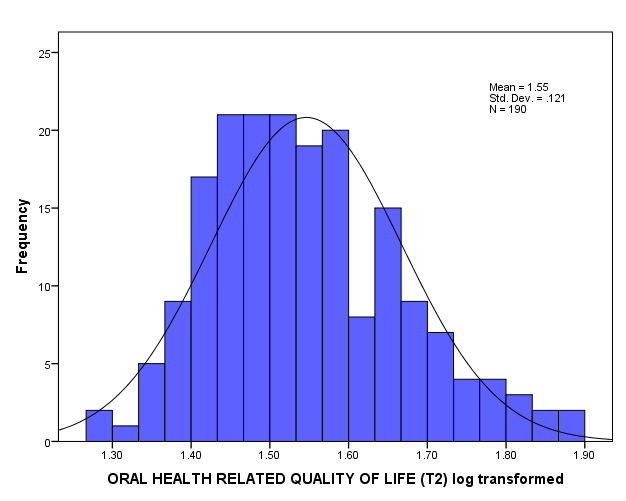 Mean = 1.55
Std. Dev. = .121
N = 190
25
20
15
10
5
0
Frequency
1.30 1.40 1.50 1.60 1.70 1.80 1.90
ORAL HEALTH RELATED QUALITY OF LIFE (T2) log transformed